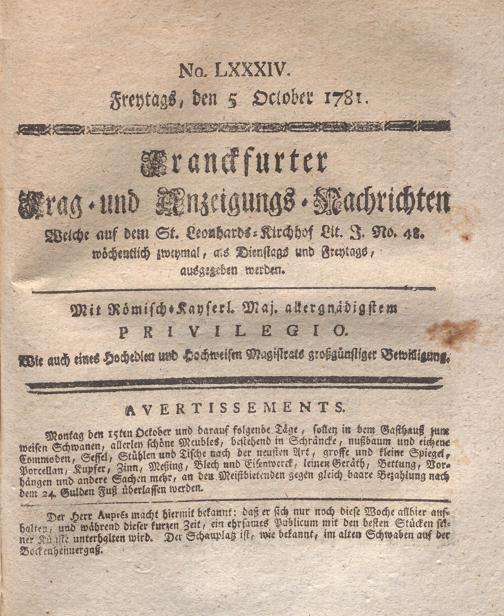 No. LXXXIV.
Freytags, den 5 October 1781.
Franckfurter
Frag-und Anzeigungs-Nachrichten
Welche auf dem St. Leonhards-Kirchhof Lit. J. No. 48.
wöchentlich zweymal, als Dienstags und Freytags,
ausgegeben werden.
Mit Römisch-Kayserl. Maj. allergnädigstem
PRIVILEGIO.
Wie auch eines Hochedlen und Hochweisen Magistrats großgünstiger Bewilligung.
AVERTISSEMENTS.
Montag den 15ten October und darauf folgende Täge, sollen in dem Gasthauß zum
weisen Schwanen, allerley schöne Meubles, bestehend in Schräncke, nußbaum und eichene
Commoden, Sessel, Stühlen und Tische nach der neusten Art, grosse und kleine Spiegel,
Porcellan, Kupfer, Zinn, Meßing, Blech und Eisenwerck, leinen Geräth, Bettung, Vor-
hängen und andere Sachen mehr, an den Meistbietenden gegen gleich baare Bezahlung nach
dem 24. Gulden Fuß überlassen werden.
Der Herr Aupres macht hiermit bekannt: daß er sich nur noch diese Woche allhier auf-
halten, und während dieser kurzen Zeit, ein ehrsames Publicum mit den besten Stücken sei-
ner Künste unterhalten wird. Der Schauplatz ist, wie bekannt, im alten Schwaben auf der
Bockenheimergaß.